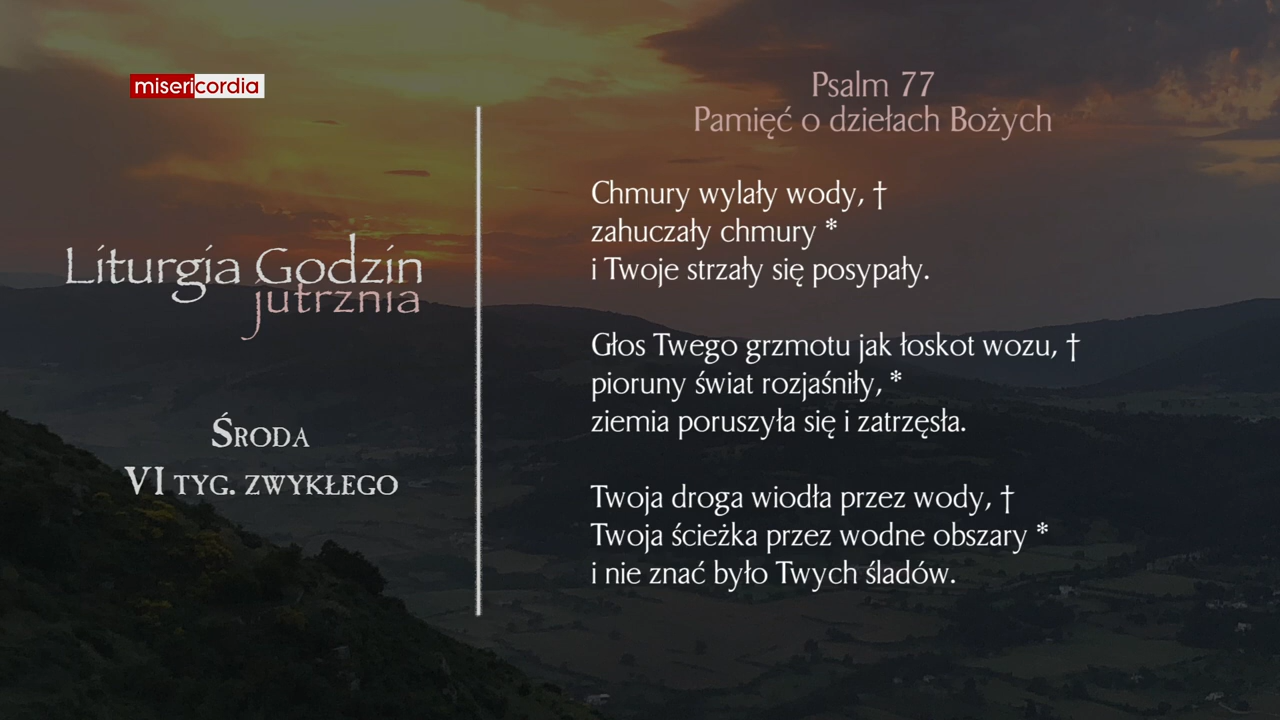 misericordia
Liturgia Godzin
jutrznia
Środa
VI tyg. zwykłego
Psalm 77
Pamięć o dziełach Bożych
Chmury wylały wody, †
zahuczały chmury *
i Twoje strzały się posypały.
Głos Twego grzmotu jak łoskot wozu, †
pioruny świat rozjaśniły, *
ziemia poruszyła się i zatrzęsła.
Twoja droga wiodła przez wody, †
Twoja ścieżka przez wodne obszary *
i nie znać było Twych śladów.